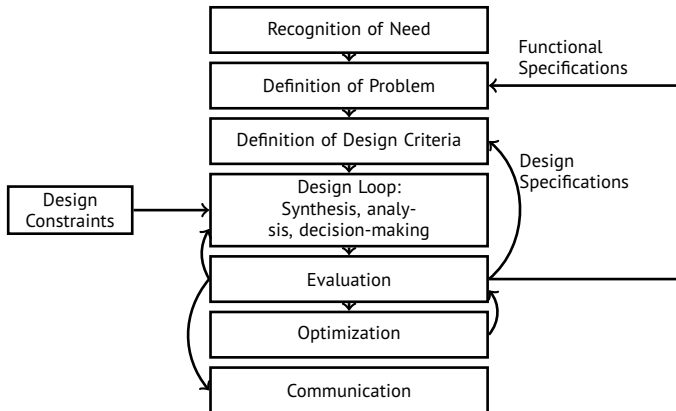 Recognition of Need
Functional
Specifications
Definition of Problem
Definition of Design Criteria
Design
Specifications
Design Loop:
Synthesis, analy-
sis, decision-making
Design
Constraints
Evaluation
Optimization
Communication